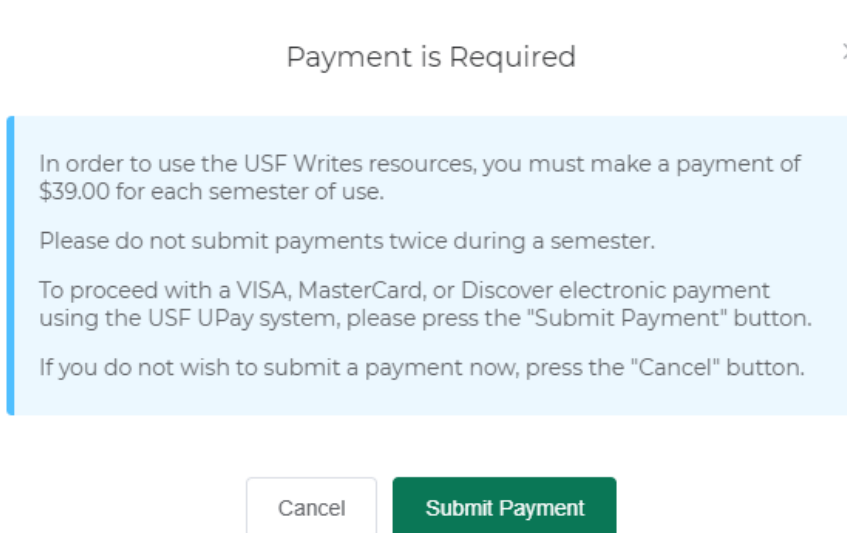 Payment is Required
In order to use the USF Writes resources, you must make a payment of
$39.00 for each semester of use.
Please do not submit payments twice during a semester.
To proceed with a VISA, MasterCard, or Discover electronic payment
using the USF UPay system, please press the "Submit Payment" button.
If you do not wish to submit a payment now, press the "Cancel" button.
Cancel Submit Payment